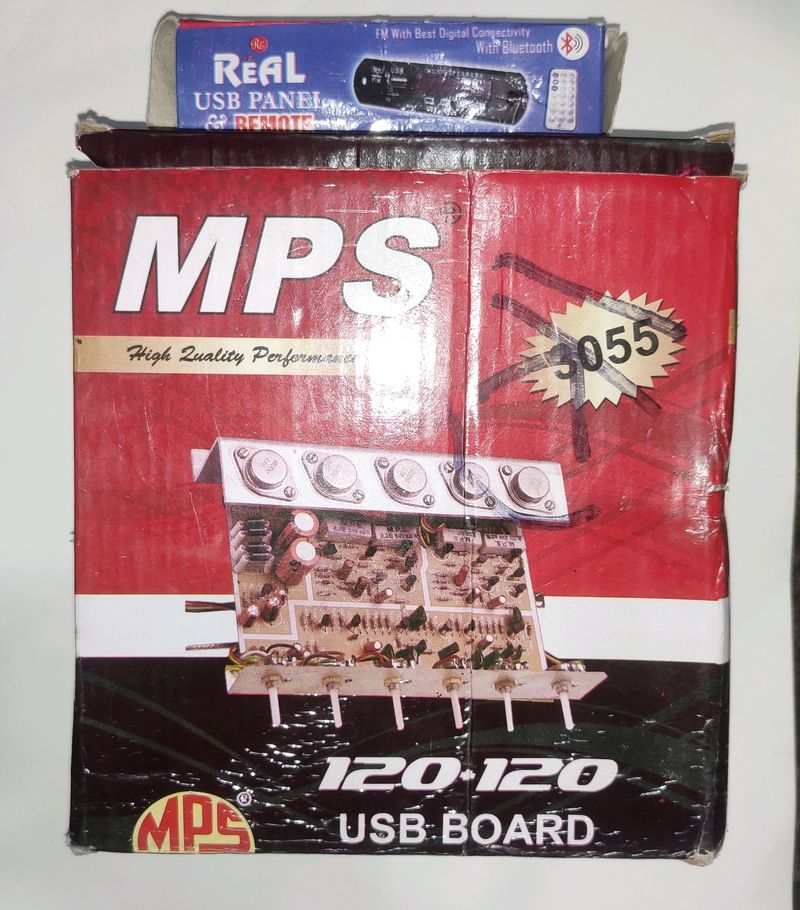 FM With Best Digital Connectivity
With Bluetooth
REAL
USB PANEL
& REMOTE
MPS
High Quality Performance
3055
120+120
USB BOARD
MPS